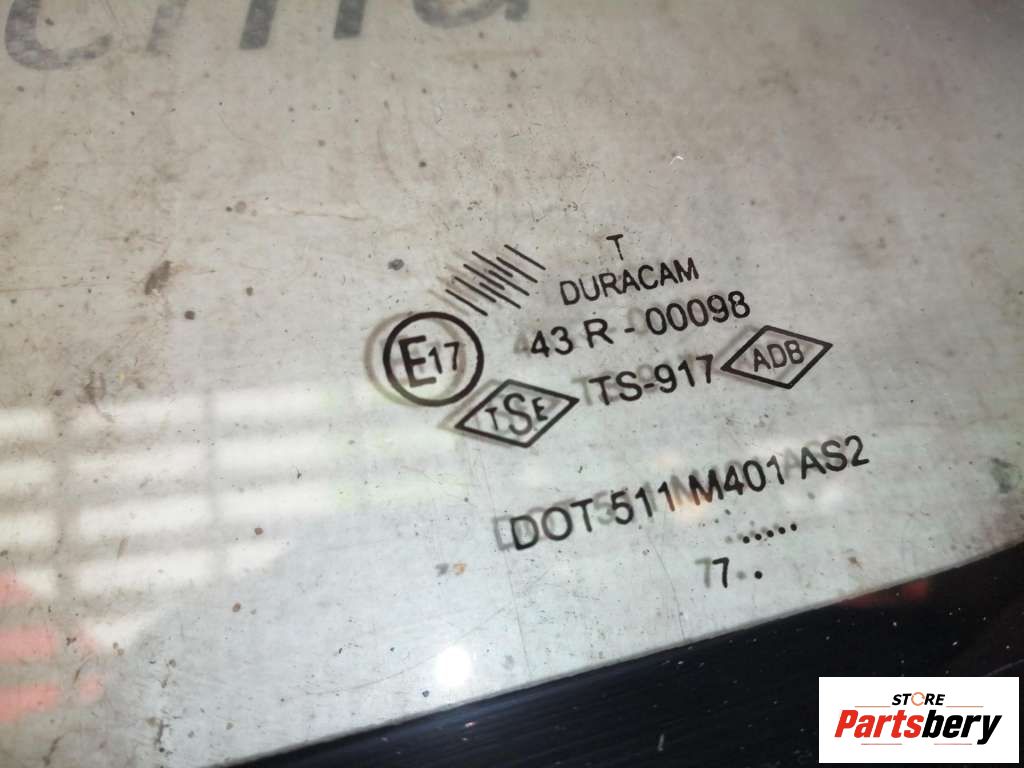 T
DURACAM
E17 43 R - 00098
TSE TS-917 ADB
DOT 511 M401 AS2
.....
7..
STORE
Partsbery